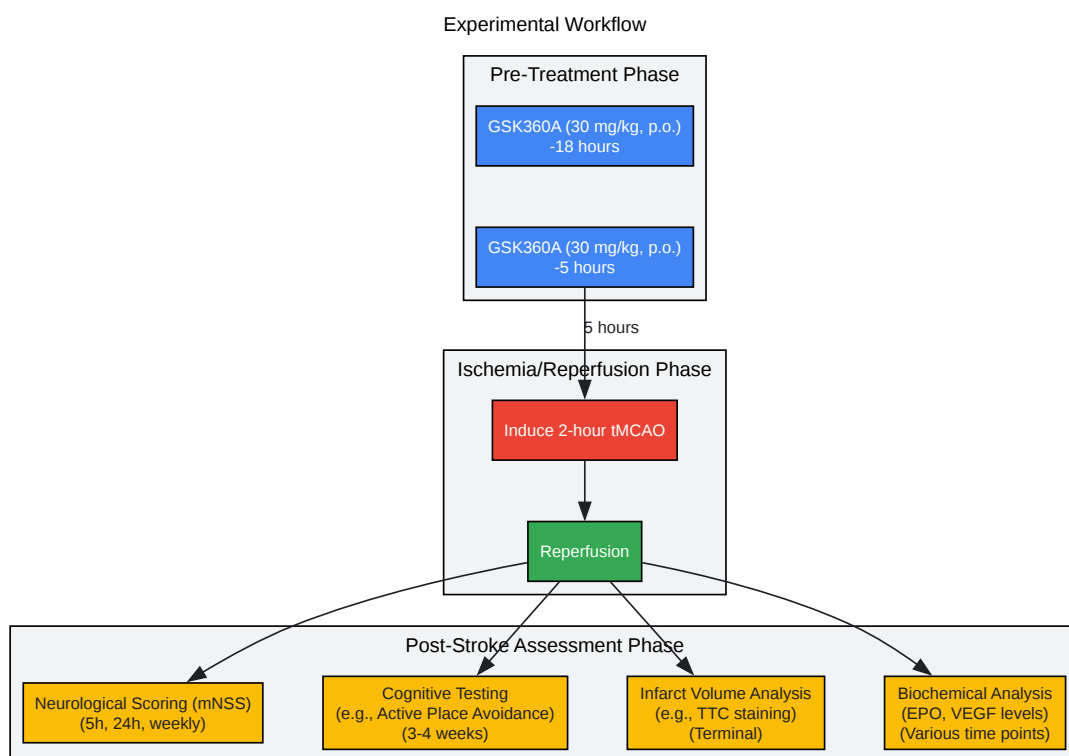 Experimental Workflow
Pre-Treatment Phase
GSK360A (30 mg/kg, p.o.)
-18 hours
GSK360A (30 mg/kg, p.o.)
-5 hours
5 hours
Ischemia/Reperfusion Phase
Induce 2-hour tMCAO
Reperfusion
Post-Stroke Assessment Phase
Neurological Scoring (mNSS)
(5h, 24h, weekly)
Cognitive Testing
(e.g., Active Place Avoidance)
(3-4 weeks)
Infarct Volume Analysis
(e.g., TTC staining)
(Terminal)
Biochemical Analysis
(EPO, VEGF levels)
(Various time points)